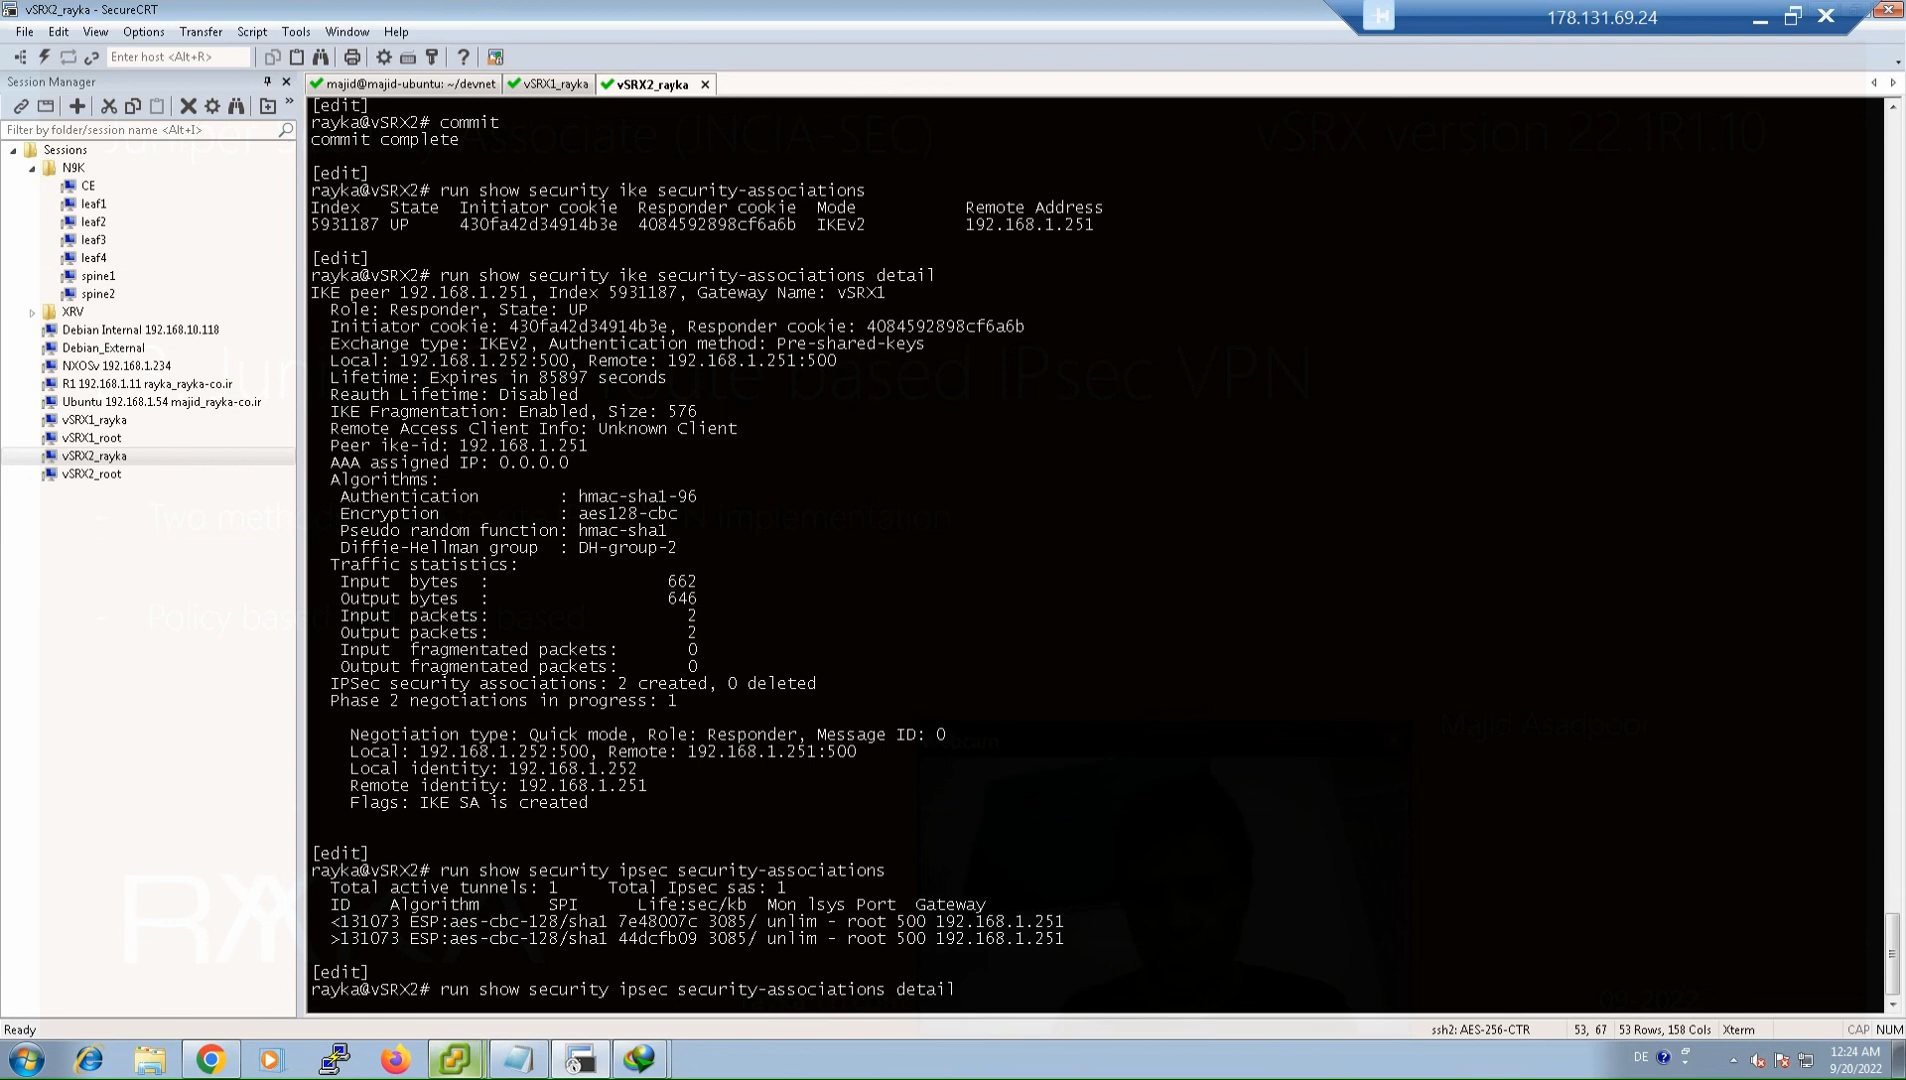 vSRX2_rayka - SecureCRT
178.131.69.24
File Edit View Options Transfer Script Tools Window Help
Enter host <Alt+R>
Session Manager
majid@majid-ubuntu: ~/devnet
vSRX1_rayka
vSRX2_rayka
Filter by folder/session name <Alt+I>
Sessions
N9K
CE
leaf1
leaf2
leaf3
leaf4
spine1
spine2
XRV
Debian Internal 192.168.10.118
Debian_External
NXOSv 192.168.1.234
R1 192.168.1.11 rayka_rayka-co.ir
Ubuntu 192.168.1.54 majid_rayka-co.ir
vSRX1_rayka
vSRX1_root
vSRX2_rayka
vSRX2_root
[edit]
rayka@vSRX2# commit
commit complete
[edit]
rayka@vSRX2# run show security ike security-associations
Index   State  Initiator cookie  Responder cookie  Mode           Remote Address
5931187 UP     430fa42d34914b3e  4084592898cf6a6b  IKEv2          192.168.1.251
[edit]
rayka@vSRX2# run show security ike security-associations detail
IKE peer 192.168.1.251, Index 5931187, Gateway Name: vSRX1
Role: Responder, State: UP
Initiator cookie: 430fa42d34914b3e, Responder cookie: 4084592898cf6a6b
Exchange type: IKEv2, Authentication method: Pre-shared-keys
Local: 192.168.1.252:500, Remote: 192.168.1.251:500
Lifetime: Expires in 85897 seconds
Reauth Lifetime: Disabled
IKE Fragmentation: Enabled, Size: 576
Remote Access Client Info: Unknown Client
Peer ike-id: 192.168.1.251
AAA assigned IP: 0.0.0.0
Algorithms:
Authentication        : hmac-sha1-96
Encryption            : aes128-cbc
Pseudo random function: hmac-sha1
Diffie-Hellman group  : DH-group-2
Traffic statistics:
Input  bytes  :                  662
Output bytes  :                  646
Input  packets:                    2
Output packets:                    2
Input  fragmentated packets:       0
Output fragmentated packets:       0
IPSec security associations: 2 created, 0 deleted
Phase 2 negotiations in progress: 1
Negotiation type: Quick mode, Role: Responder, Message ID: 0
Local: 192.168.1.252:500, Remote: 192.168.1.251:500
Local identity: 192.168.1.252
Remote identity: 192.168.1.251
Flags: IKE SA is created
[edit]
rayka@vSRX2# run show security ipsec security-associations
Total active tunnels: 1     Total Ipsec sas: 1
ID    Algorithm       SPI      Life:sec/kb  Mon lsys Port  Gateway
<131073 ESP:aes-cbc-128/sha1 7e48007c 3085/ unlim - root 500 192.168.1.251
>131073 ESP:aes-cbc-128/sha1 44dcfb09 3085/ unlim - root 500 192.168.1.251
[edit]
rayka@vSRX2# run show security ipsec security-associations detail
vSRX version 22.1R1.10
(JNCIA-SEC)
based IPsec VPN
Majid Asadpoor
09-2022
Ready
ssh2: AES-256-CTR
53, 67
53 Rows, 158 Cols
Xterm
CAP NUM
DE
12:24 AM
9/20/2022